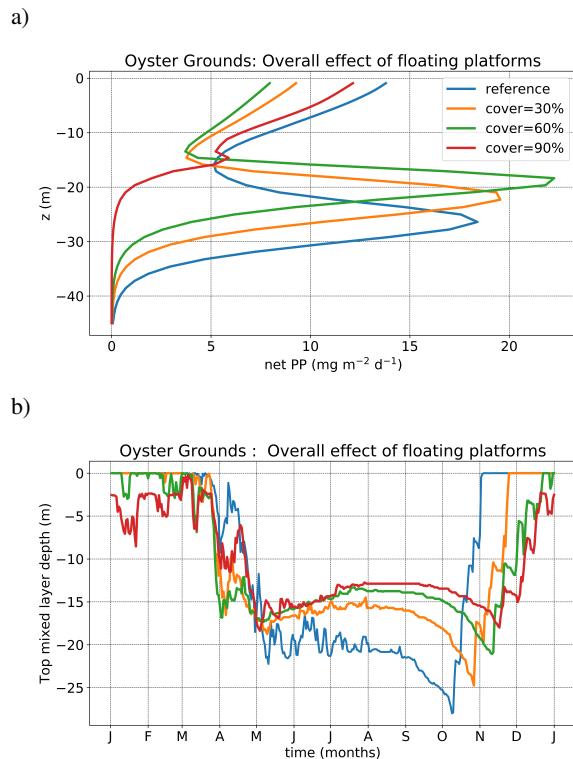 a)
Oyster Grounds: Overall effect of floating platforms
reference
cover=30%
cover=60%
cover=90%
0
−10
−20
−30
−40
z (m)
0 5 10 15 20
net PP (mg m⁻² d⁻¹)
b)
Oyster Grounds :  Overall effect of floating platforms
0
−5
−10
−15
−20
−25
Top mixed layer depth (m)
J F M A M J J A S O N D J
time (months)